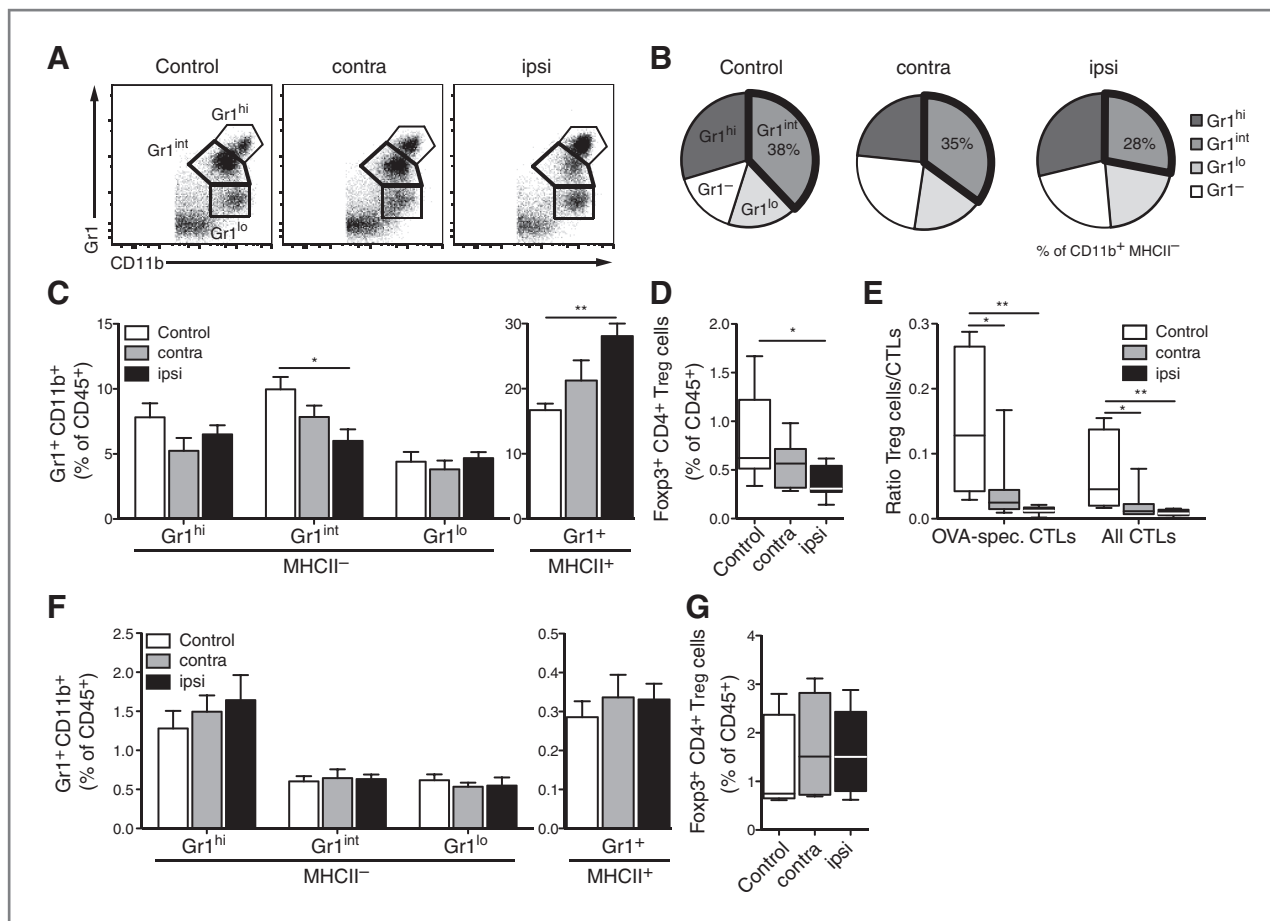 A
Control
contra
ipsi
Gr1hi
Gr1int
Gr1lo
Gr1
CD11b
B
Control
contra
ipsi
Gr1hi
Gr1int
38%
Gr1–
Gr1lo
35%
28%
Gr1hi
Gr1int
Gr1lo
Gr1–
% of CD11b+ MHCII–
C
Gr1+ CD11b+
(% of CD45+)
15
10
5
0
Control
contra
ipsi
*
Gr1hi
Gr1int
Gr1lo
MHCII–
30
20
10
0
**
Gr1+
MHCII+
D
Foxp3+ CD4+ Treg cells
(% of CD45+)
2.0
1.5
1.0
0.5
0.0
*
Control
contra
ipsi
E
Ratio Treg cells/CTLs
0.3
0.2
0.1
0.0
**
*
**
*
Control
contra
ipsi
OVA-spec. CTLs
All CTLs
F
Gr1+ CD11b+
(% of CD45+)
2.5
2.0
1.5
1.0
0.5
0.0
Control
contra
ipsi
Gr1hi
Gr1int
Gr1lo
MHCII–
0.5
0.4
0.3
0.2
0.1
0.0
Gr1+
MHCII+
G
Foxp3+ CD4+ Treg cells
(% of CD45+)
4
3
2
1
0
Control
contra
ipsi